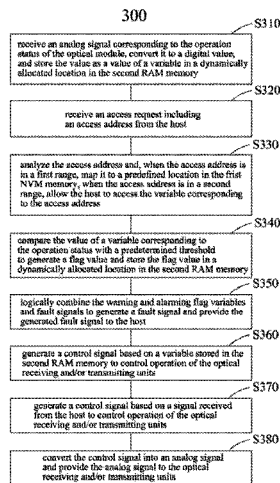 300
S310
receive an analog signal corresponding to the operation
status of the optical module, convert it to a digital value,
and store the value as a value of a variable in a dynamically
allocated location in the second RAM memory
S320
receive an access request including
an access address from the host
S330
analyze the access address and, when the access address is
in a first range, map it to a predefined location in the frist
NVM memory, when the access address is in a second
range, allow the host to access the variable corresponding
to the access address
S340
compare the value of a variable corresponding to
the operation status with a predetermined threshold
to generate a flag value and store the flag value in a
dynamically allocated location in the second RAM memory
S350
logically combine the warning and alarming flag variables
and fault signals to generate a fault signal and provide the
generated fault signal to the host
S360
generate a control signal based on a variable stored in the
second RAM memory to control operation of the optical
receiving and/or transmitting units
S370
generate a control signal based on a signal received
from the host to control operation of the optical
receiving and/or transmitting units
S380
convert the control signal into an analog signal
and provide the analog signal to the optical
receiving and/or transmitting units